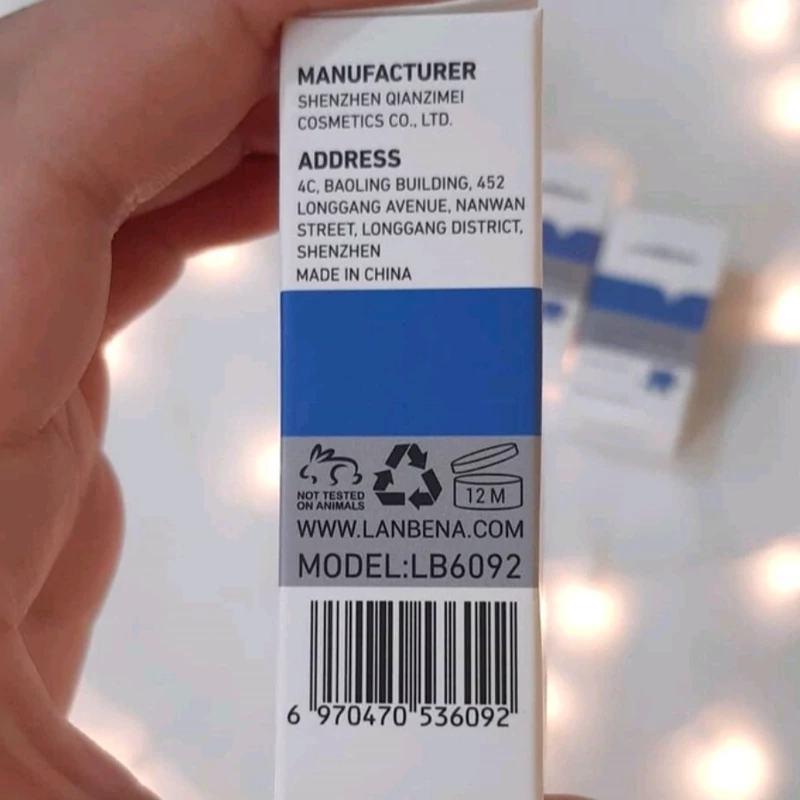 MANUFACTURER
SHENZHEN QIANZIMEI
COSMETICS CO., LTD.
ADDRESS
4C, BAOLING BUILDING, 452
LONGGANG AVENUE, NANWAN
STREET, LONGGANG DISTRICT,
SHENZHEN
MADE IN CHINA
NOT TESTED
ON ANIMALS
12 M
WWW.LANBENA.COM
MODEL:LB6092
6 970470 536092